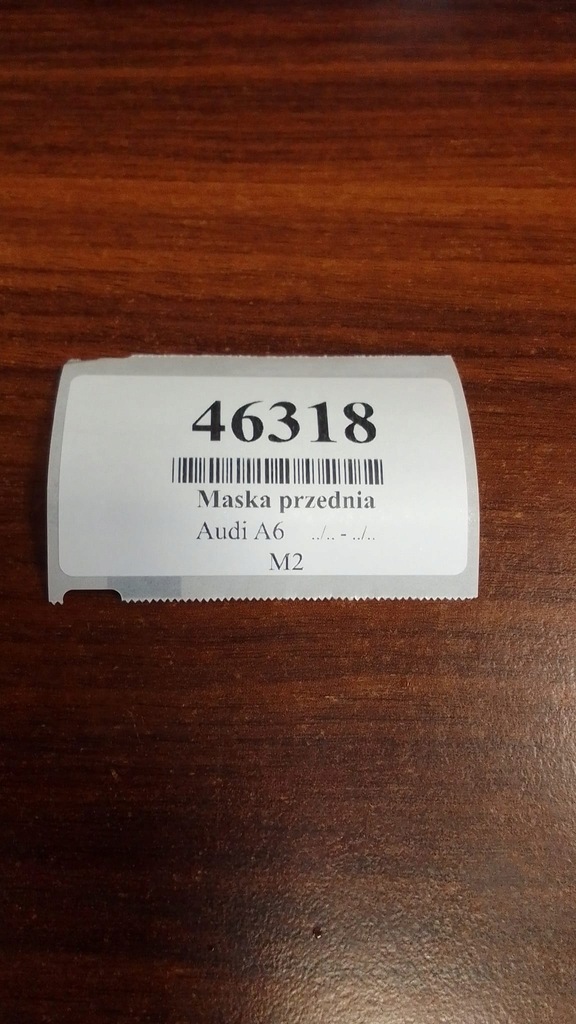 46318
Maska przednia
Audi A6 ../.. - ../..
M2